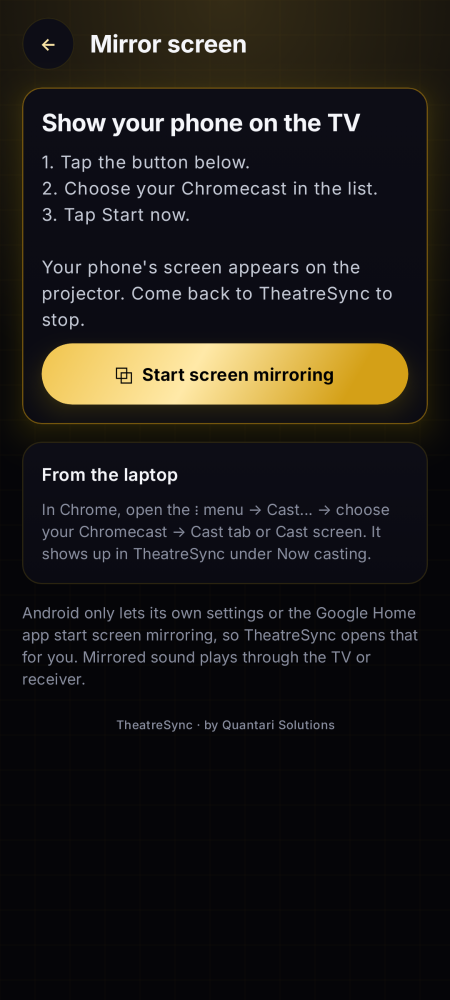 Mirror screen
Show your phone on the TV
1. Tap the button below.
2. Choose your Chromecast in the list.
3. Tap Start now.
Your phone's screen appears on the
projector. Come back to TheatreSync to
stop.
Start screen mirroring
From the laptop
In Chrome, open the ⋮ menu → Cast... → choose
your Chromecast → Cast tab or Cast screen. It
shows up in TheatreSync under Now casting.
Android only lets its own settings or the Google Home
app start screen mirroring, so TheatreSync opens that
for you. Mirrored sound plays through the TV or
receiver.
TheatreSync · by Quantari Solutions